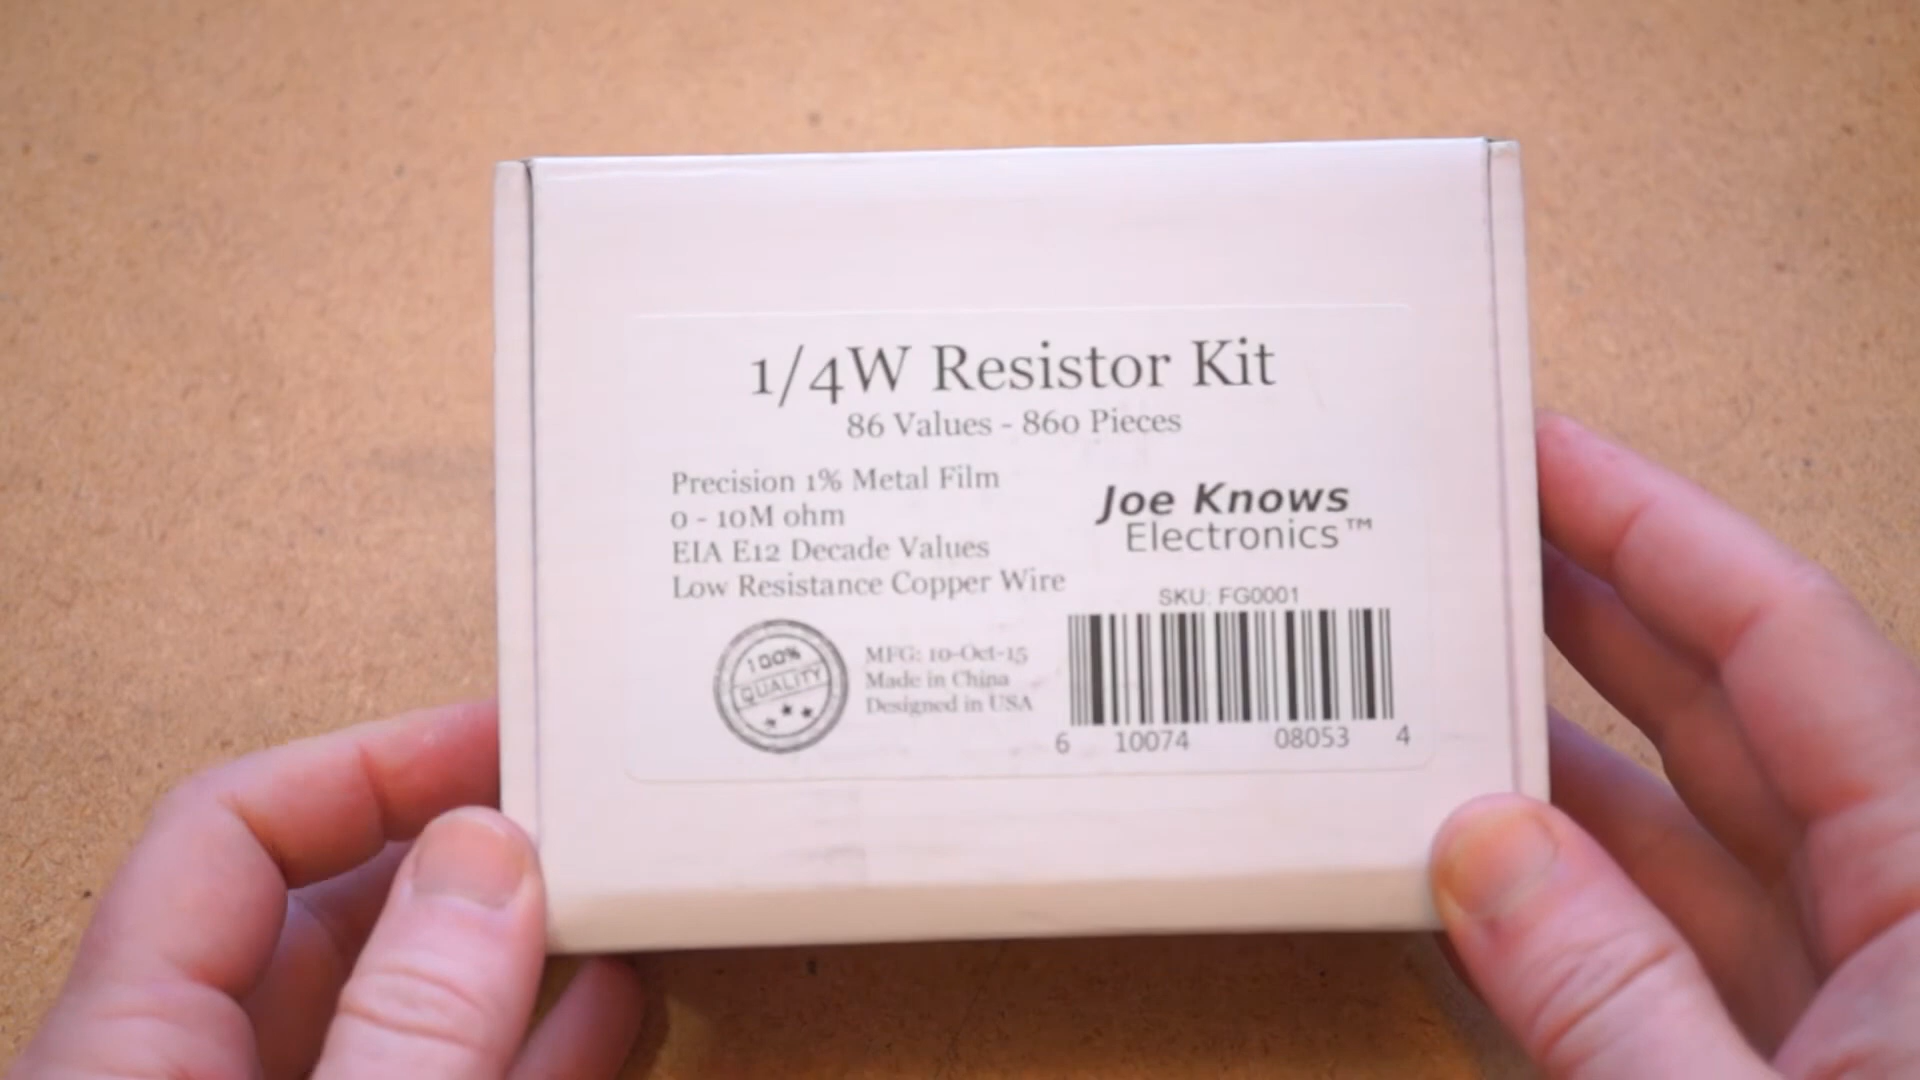 1/4W Resistor Kit
86 Values - 860 Pieces
Precision 1% Metal Film
0 - 10M ohm
EIA E12 Decade Values
Low Resistance Copper Wire
Joe Knows
Electronics™
SKU: FG0001
100%
QUALITY
MFG: 10-Oct-15
Made in China
Designed in USA
6 10074 08053 4